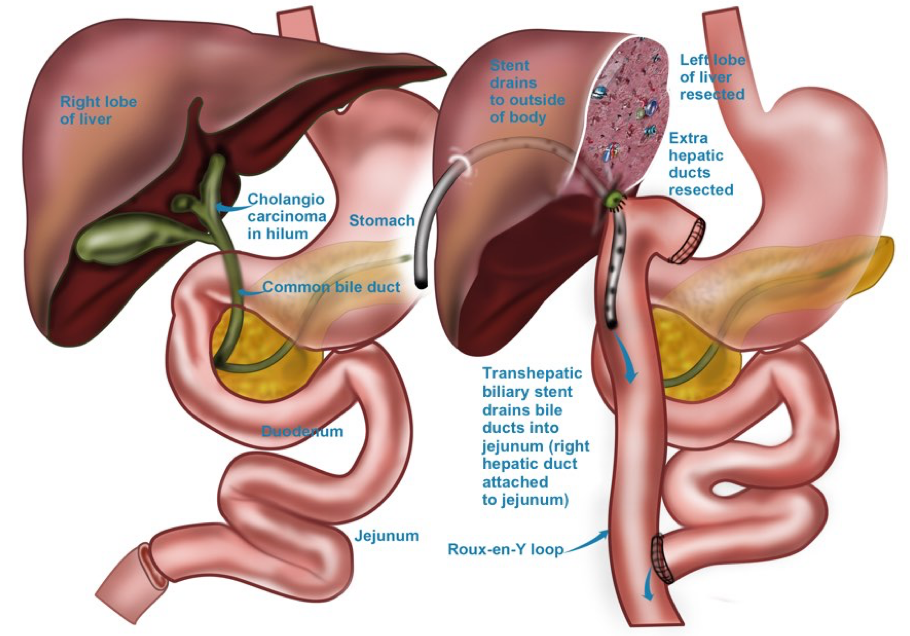 Right lobe
of liver
Cholangio
carcinoma
in hilum
Stomach
Common bile duct
Duodenum
Jejunum
Stent
drains
to outside
of body
Left lobe
of liver
resected
Extra
hepatic
ducts
resected
Transhepatic
biliary stent
drains bile
ducts into
jejunum (right
hepatic duct
attached
to jejunum)
Roux-en-Y loop